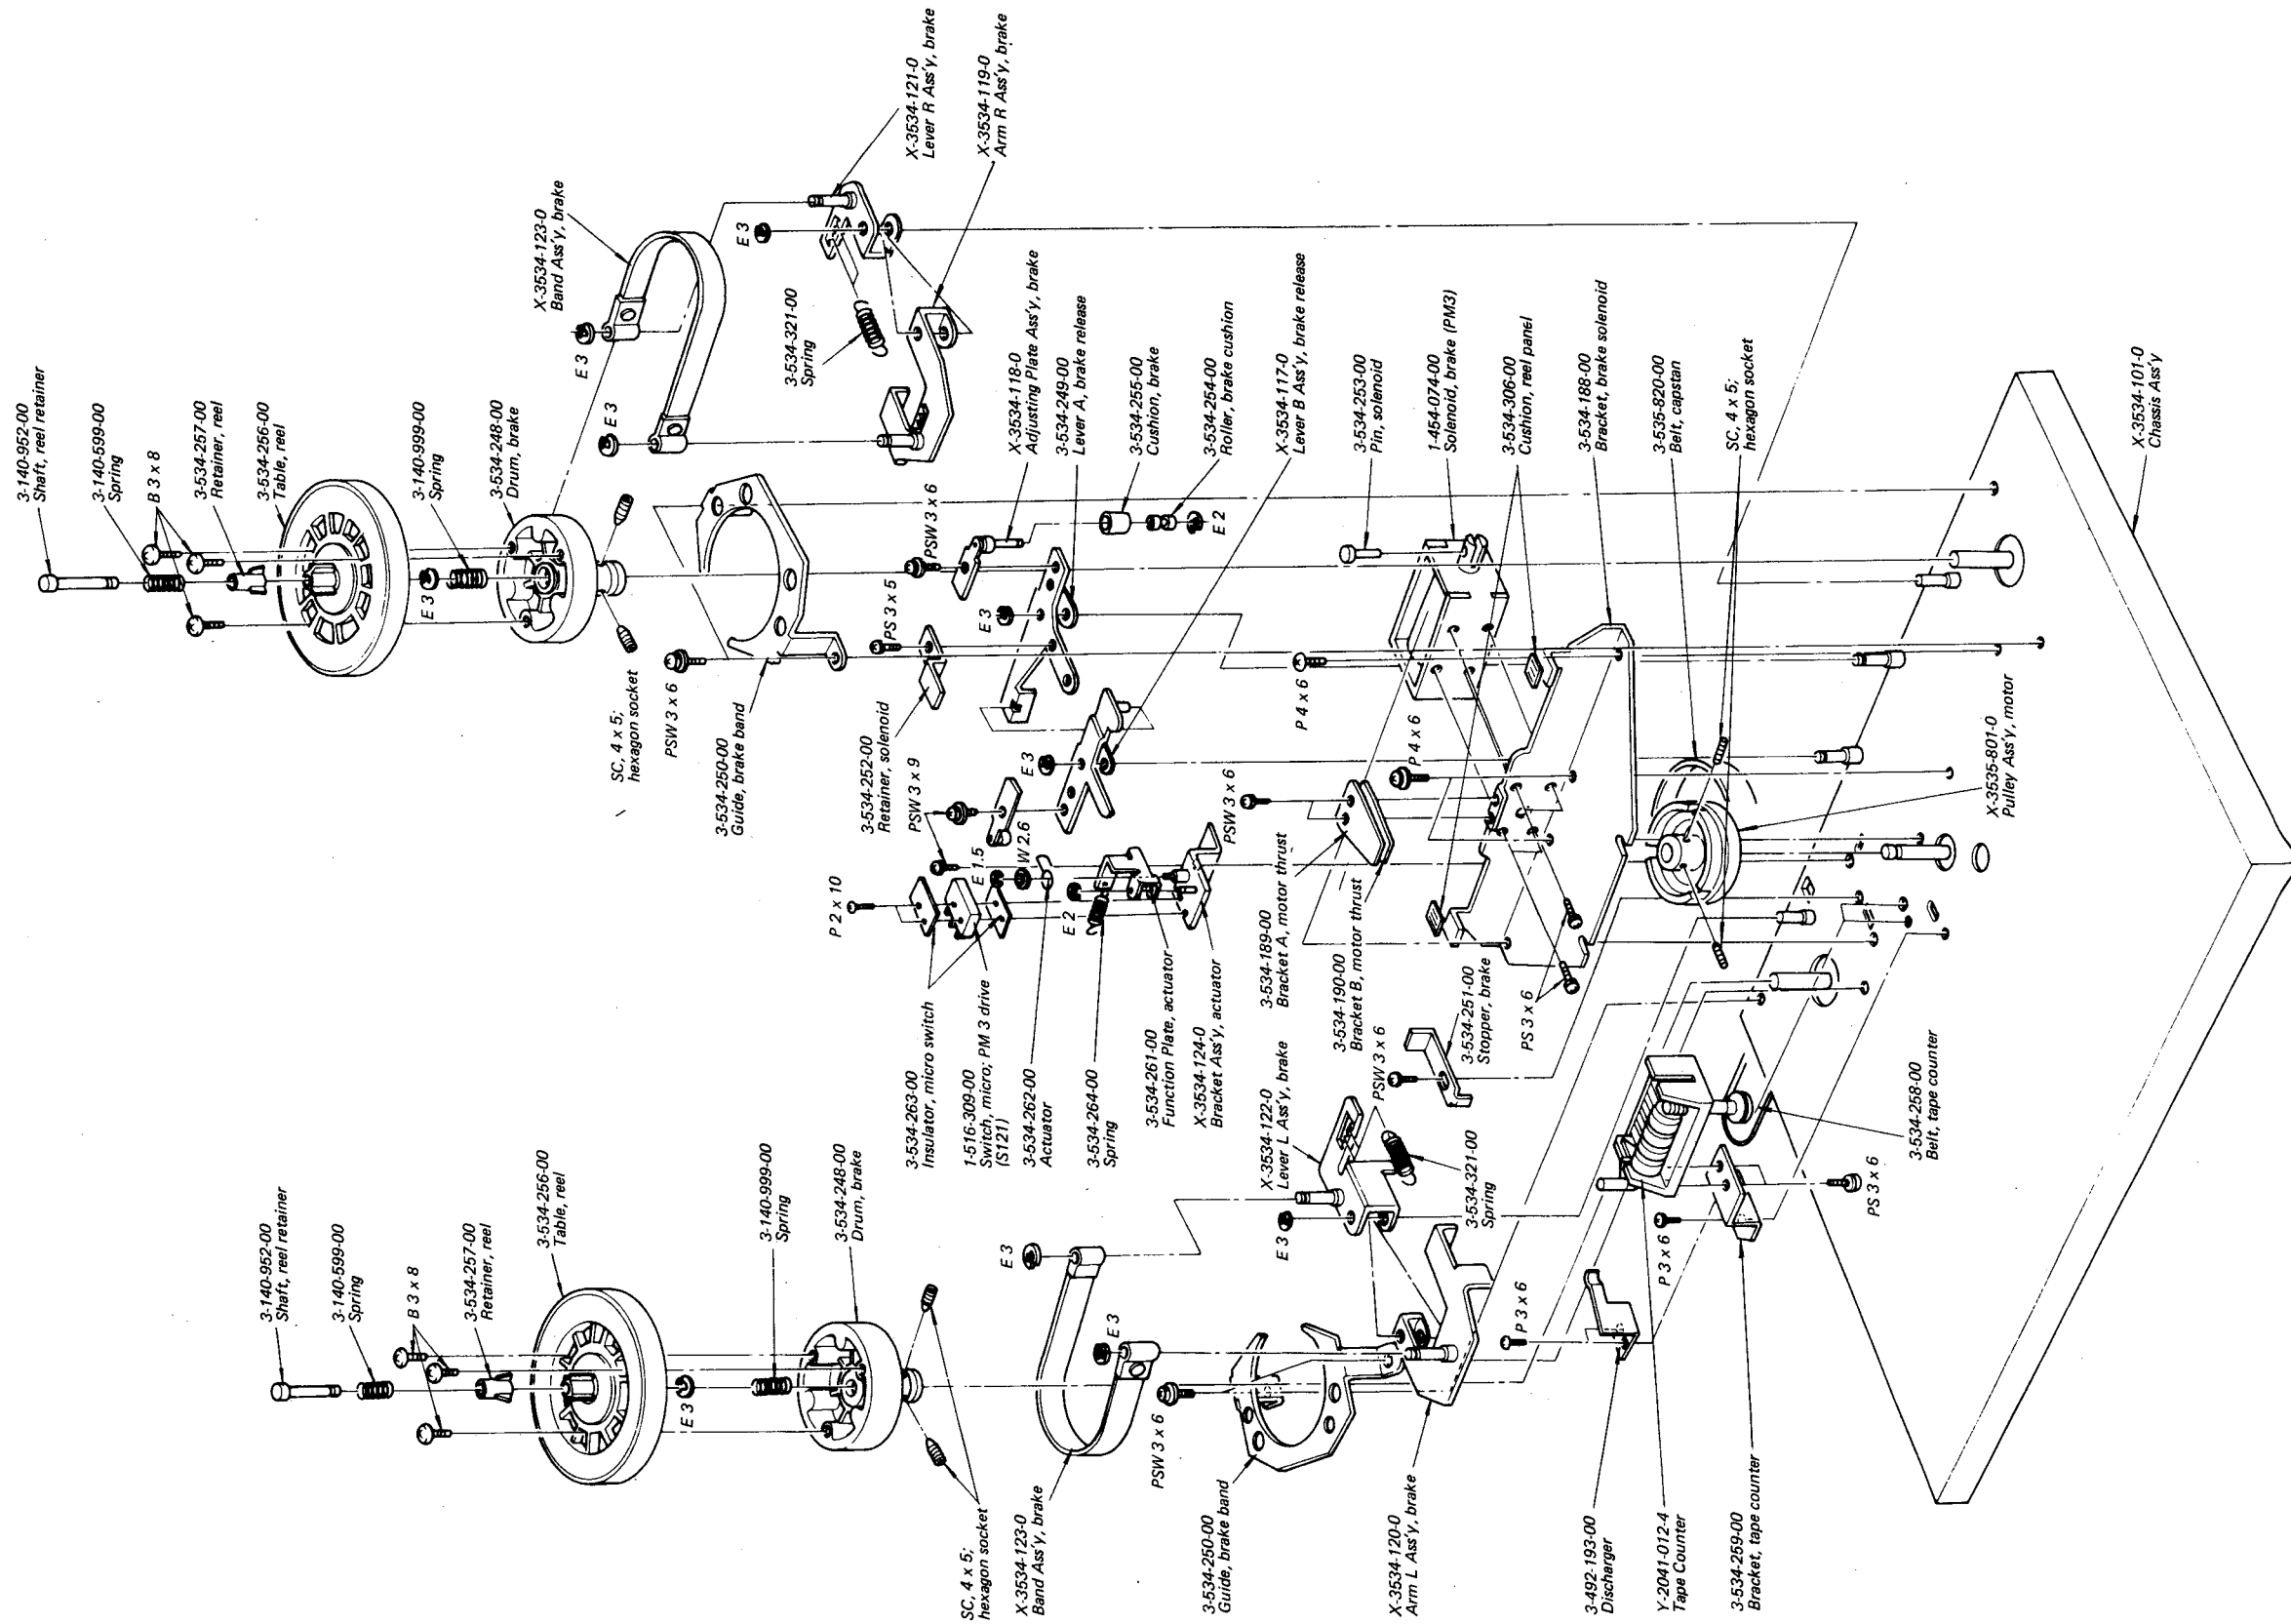 3-140-952-00
Shaft, reel retainer
3-140-599-00
Spring
B 3 x 8
3-534-257-00
Retainer, reel
3-534-256-00
Table, reel
E 3
3-140-999-00
Spring
3-534-248-00
Drum, brake
SC, 4 x 5;
hexagon socket
E 3
E 3
X-3534-123-0
Band Ass'y, brake
E 3
X-3534-121-0
Lever R Ass'y, brake
X-3534-119-0
Arm R Ass'y, brake
3-534-321-00
Spring
PSW 3 x 6
3-534-250-00
Guide, brake band
PSW 3 x 6
PS 3 x 5
3-534-252-00
Retainer, solenoid
E 3
X-3534-118-0
Adjusting Plate Ass'y, brake
3-534-249-00
Lever A, brake release
3-534-255-00
Cushion, brake
3-534-254-00
Roller, brake cushion
E 2
X-3534-117-0
Lever B Ass'y, brake release
3-534-253-00
Pin, solenoid
1-454-074-00
Solenoid, brake (PM3)
3-534-306-00
Cushion, reel panel
3-534-188-00
Bracket, brake solenoid
3-535-820-00
Belt, capstan
SC, 4 x 5;
hexagon socket
X-3534-101-0
Chassis Ass'y
X-3535-801-0
Pulley Ass'y, motor
P 4 x 6
P 4 x 6
E 3
PSW 3 x 9
P 2 x 10
E 1.5
W 2.6
E 2
PSW 3 x 6
3-534-263-00
Insulator, micro switch
1-516-309-00
Switch, micro; PM 3 drive
(S121)
3-534-262-00
Actuator
3-534-264-00
Spring
3-534-261-00
Function Plate, actuator
X-3534-124-0
Bracket Ass'y, actuator
3-534-189-00
Bracket A, motor thrust
3-534-190-00
Bracket B, motor thrust
PSW 3 x 6
3-534-251-00
Stopper, brake
PS 3 x 6
3-140-952-00
Shaft, reel retainer
3-140-599-00
Spring
B 3 x 8
3-534-257-00
Retainer, reel
3-534-256-00
Table, reel
E 3
3-140-999-00
Spring
3-534-248-00
Drum, brake
SC, 4 x 5;
hexagon socket
X-3534-123-0
Band Ass'y, brake
E 3
E 3
PSW 3 x 6
3-534-250-00
Guide, brake band
X-3534-122-0
Lever L Ass'y, brake
E 3
3-534-321-00
Spring
X-3534-120-0
Arm L Ass'y, brake
P 3 x 6
3-492-193-00
Discharger
Y-2041-012-4
Tape Counter
P 3 x 6
3-534-259-00
Bracket, tape counter
PS 3 x 6
3-534-258-00
Belt, tape counter